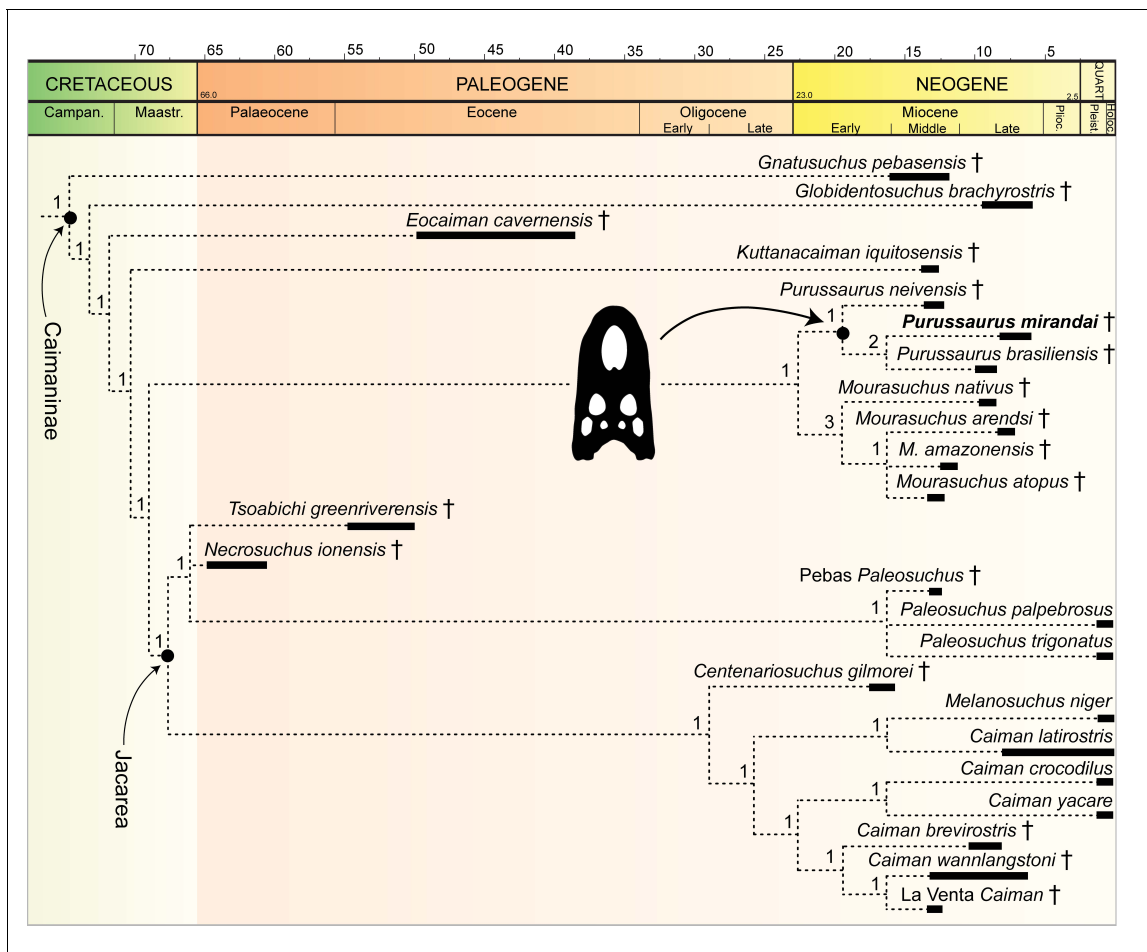 70 65 60 55 50 40 35 30 25 20 15 10 5
CRETACEOUS PALEOGENE NEOGENE QUART
66.0 23.0 2.5
Campan. Maastr. Palaeocene Eocene Oligocene Miocene Plioc. Pleist. Holoc.
Early Late Early Middle Late
Gnatusuchus pebasensis †
Globidentosuchus brachyrostris †
Eocaiman cavernensis †
Kuttanacaiman iquitosensis †
Purussaurus neivensis †
Purussaurus mirandai †
Purussaurus brasiliensis †
Mourasuchus nativus †
Mourasuchus arendsi †
M. amazonensis †
Mourasuchus atopus †
Tsoabichi greenriverensis †
Necrosuchus ionensis †
Pebas Paleosuchus †
Paleosuchus palpebrosus
Paleosuchus trigonatus
Centenariosuchus gilmorei †
Melanosuchus niger
Caiman latirostris
Caiman crocodilus
Caiman yacare
Caiman brevirostris †
Caiman wannlangstoni †
La Venta Caiman †
Caimaninae
Jacarea
1
1
1
1
1
1
1
1
1
2
3
1
1
1
1
1
1
1
1
1